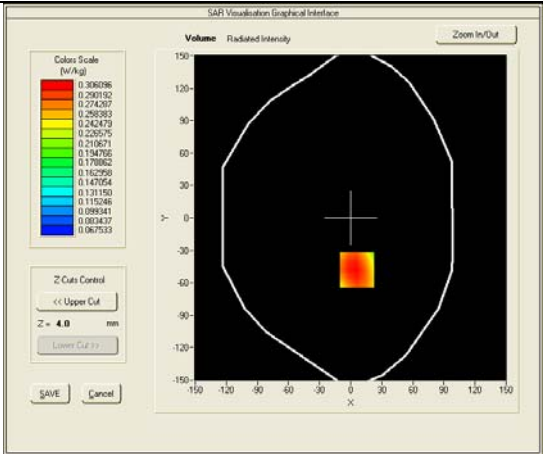 SAR Visualisation Graphical Interface
Volume Radiated Intensity
Zoom In/Out
Colors Scale
(W/kg)
0.306096
0.290192
0.274287
0.258383
0.242479
0.226575
0.210671
0.194766
0.178862
0.162958
0.147054
0.131150
0.115246
0.099341
0.083437
0.067533
Z Cuts Control
<< Upper Cut
Z = 4.0 mm
Lower Cut >>
SAVE
Cancel
150
120
90
60
30
0
-30
-60
-90
-120
-150
Y
-150 -120 -90 -60 -30 0 30 60 90 120 150
X